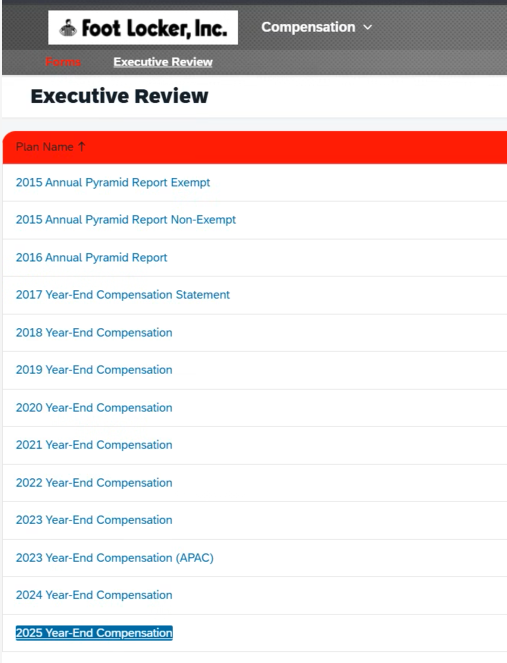 Foot Locker, Inc.
Compensation
Forms Executive Review
Executive Review
Plan Name ↑
2015 Annual Pyramid Report Exempt
2015 Annual Pyramid Report Non-Exempt
2016 Annual Pyramid Report
2017 Year-End Compensation Statement
2018 Year-End Compensation
2019 Year-End Compensation
2020 Year-End Compensation
2021 Year-End Compensation
2022 Year-End Compensation
2023 Year-End Compensation
2023 Year-End Compensation (APAC)
2024 Year-End Compensation
2025 Year-End Compensation